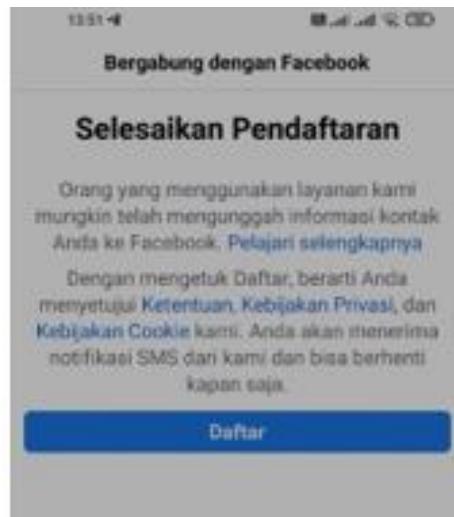 13:51
Bergabung dengan Facebook
Selesaikan Pendaftaran
Orang yang menggunakan layanan kami
mungkin telah mengunggah informasi kontak
Anda ke Facebook. Pelajari selengkapnya
Dengan mengetuk Daftar, berarti Anda
menyetujui Ketentuan, Kebijakan Privasi, dan
Kebijakan Cookie kami. Anda akan menerima
notifikasi SMS dari kami dan bisa berhenti
kapan saja.
Daftar